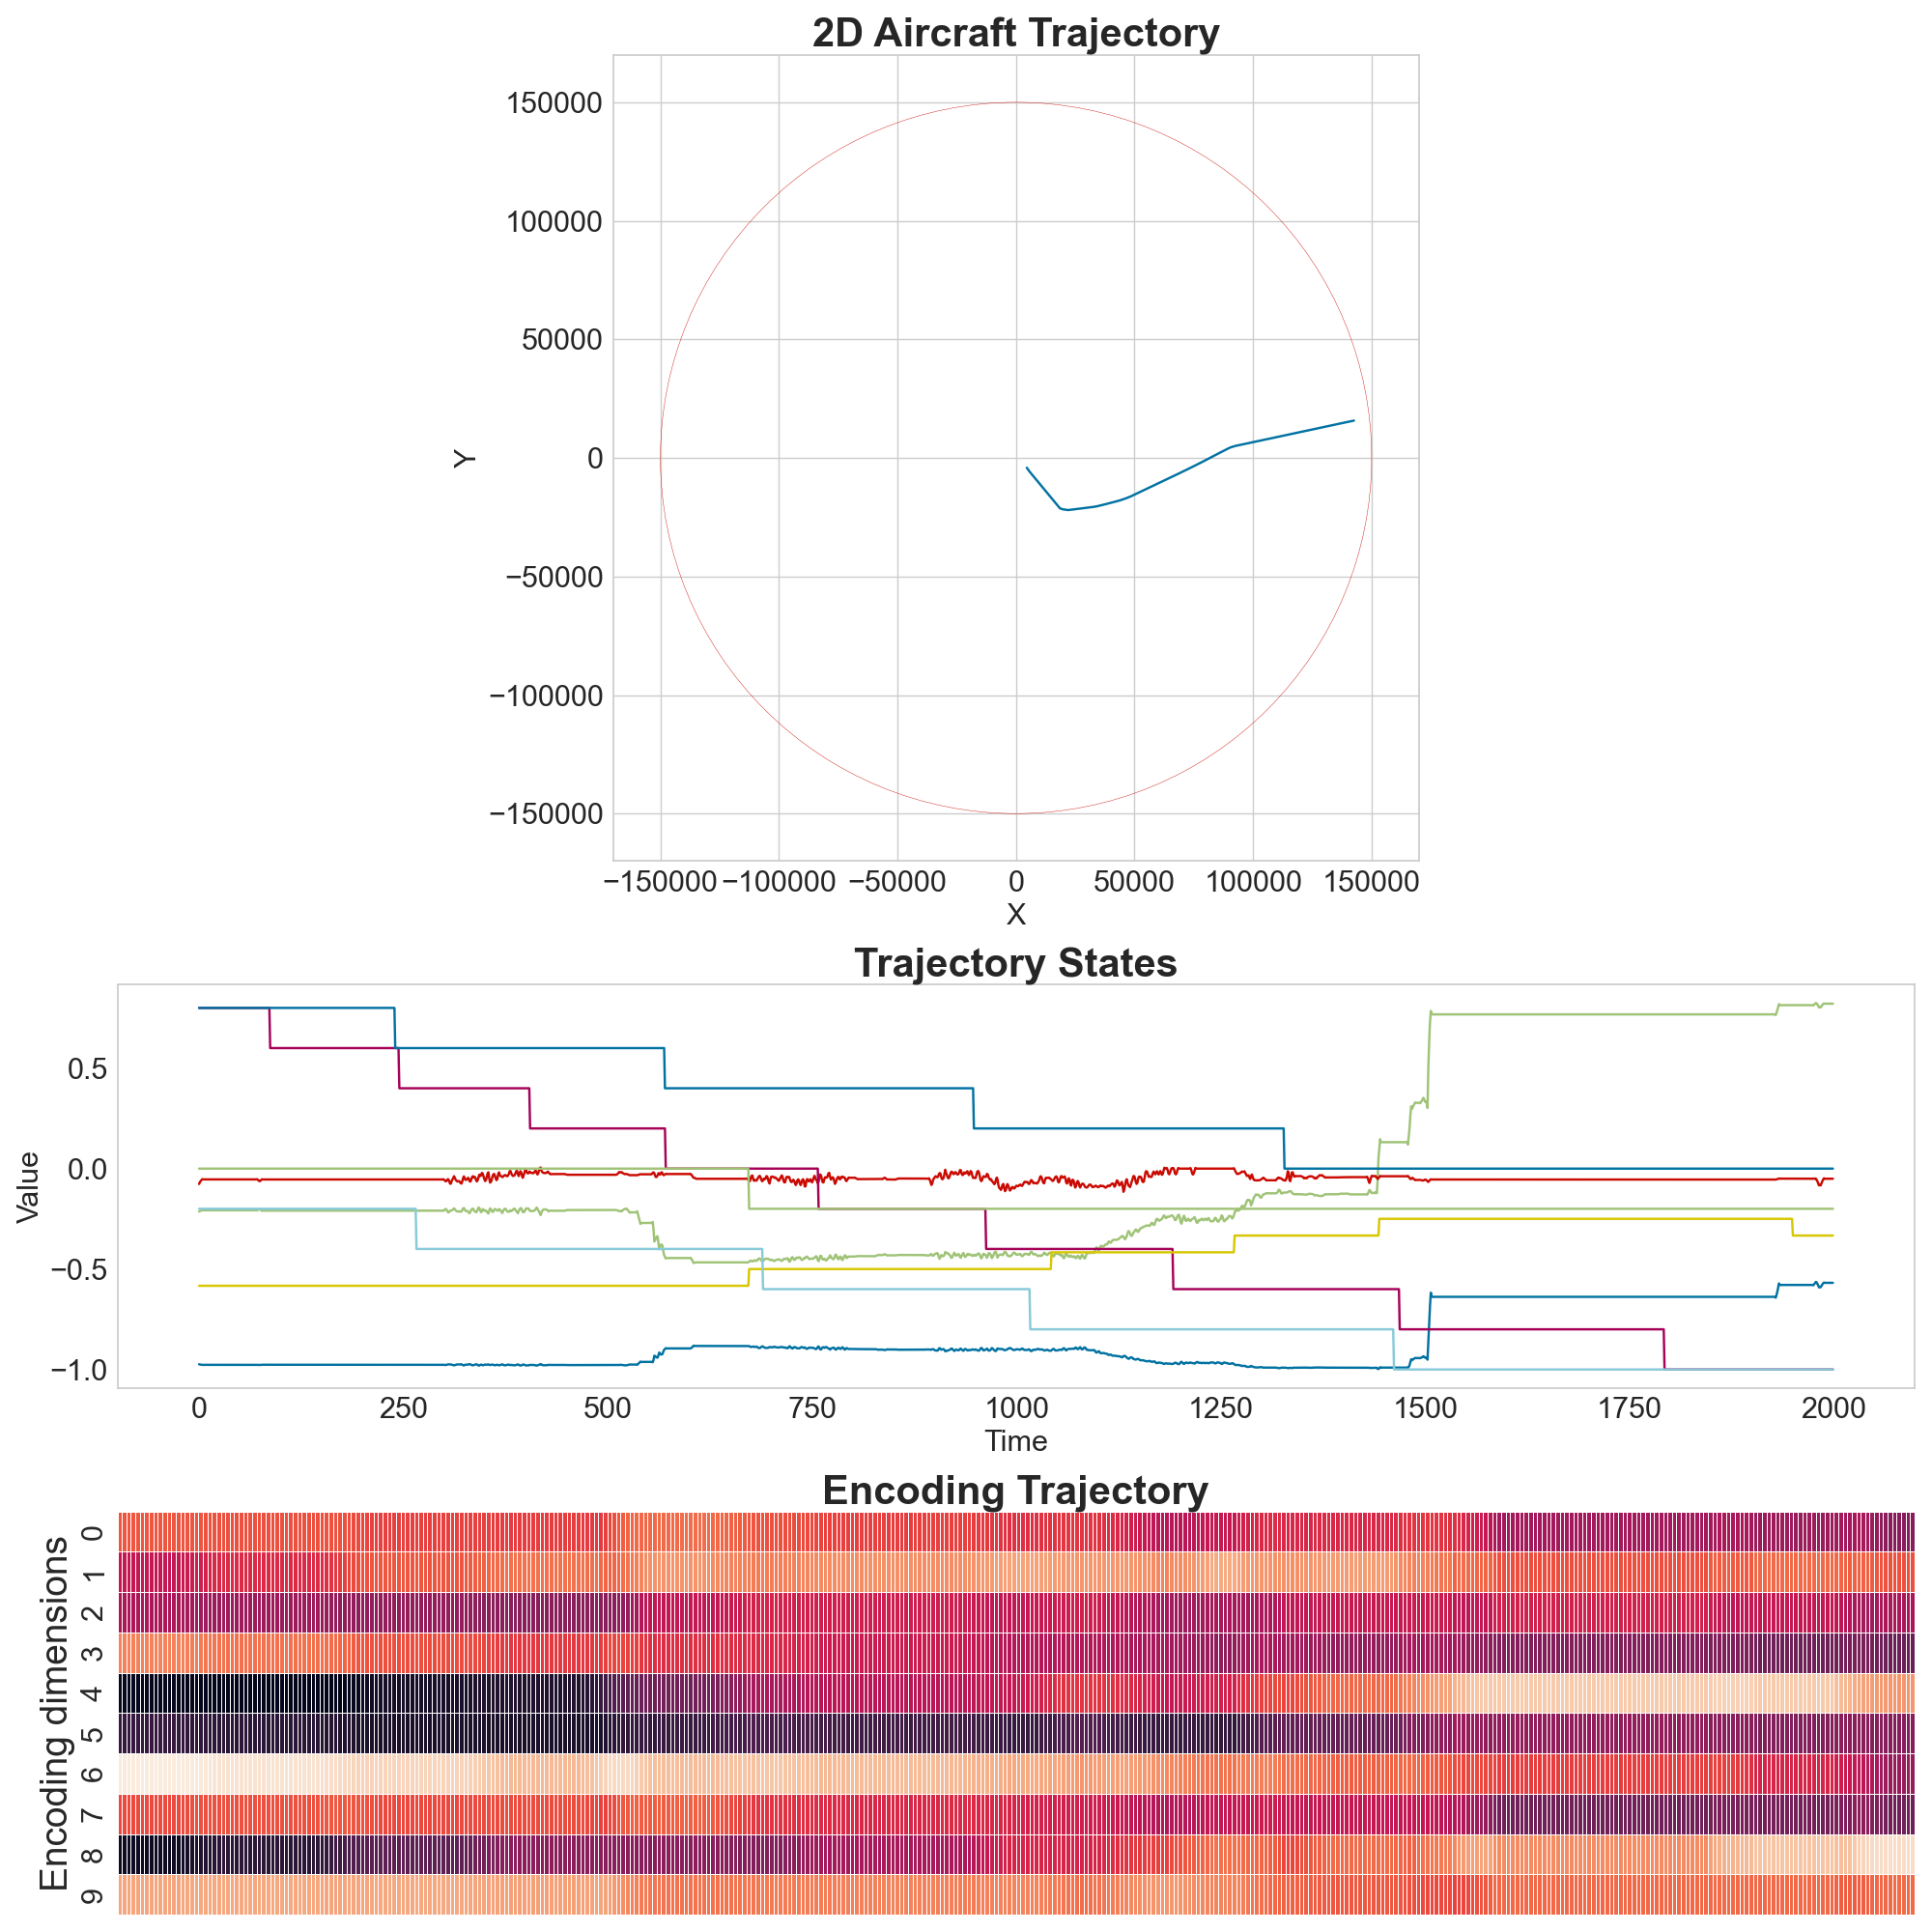 2D Aircraft Trajectory
150000
100000
50000
0
−50000
−100000
−150000
Y
−150000 −100000 −50000 0 50000 100000 150000
X
Trajectory States
0.5
0.0
−0.5
−1.0
Value
0 250 500 750 1000 1250 1500 1750 2000
Time
Encoding Trajectory
0
1
2
3
4
5
6
7
8
9
Encoding dimensions